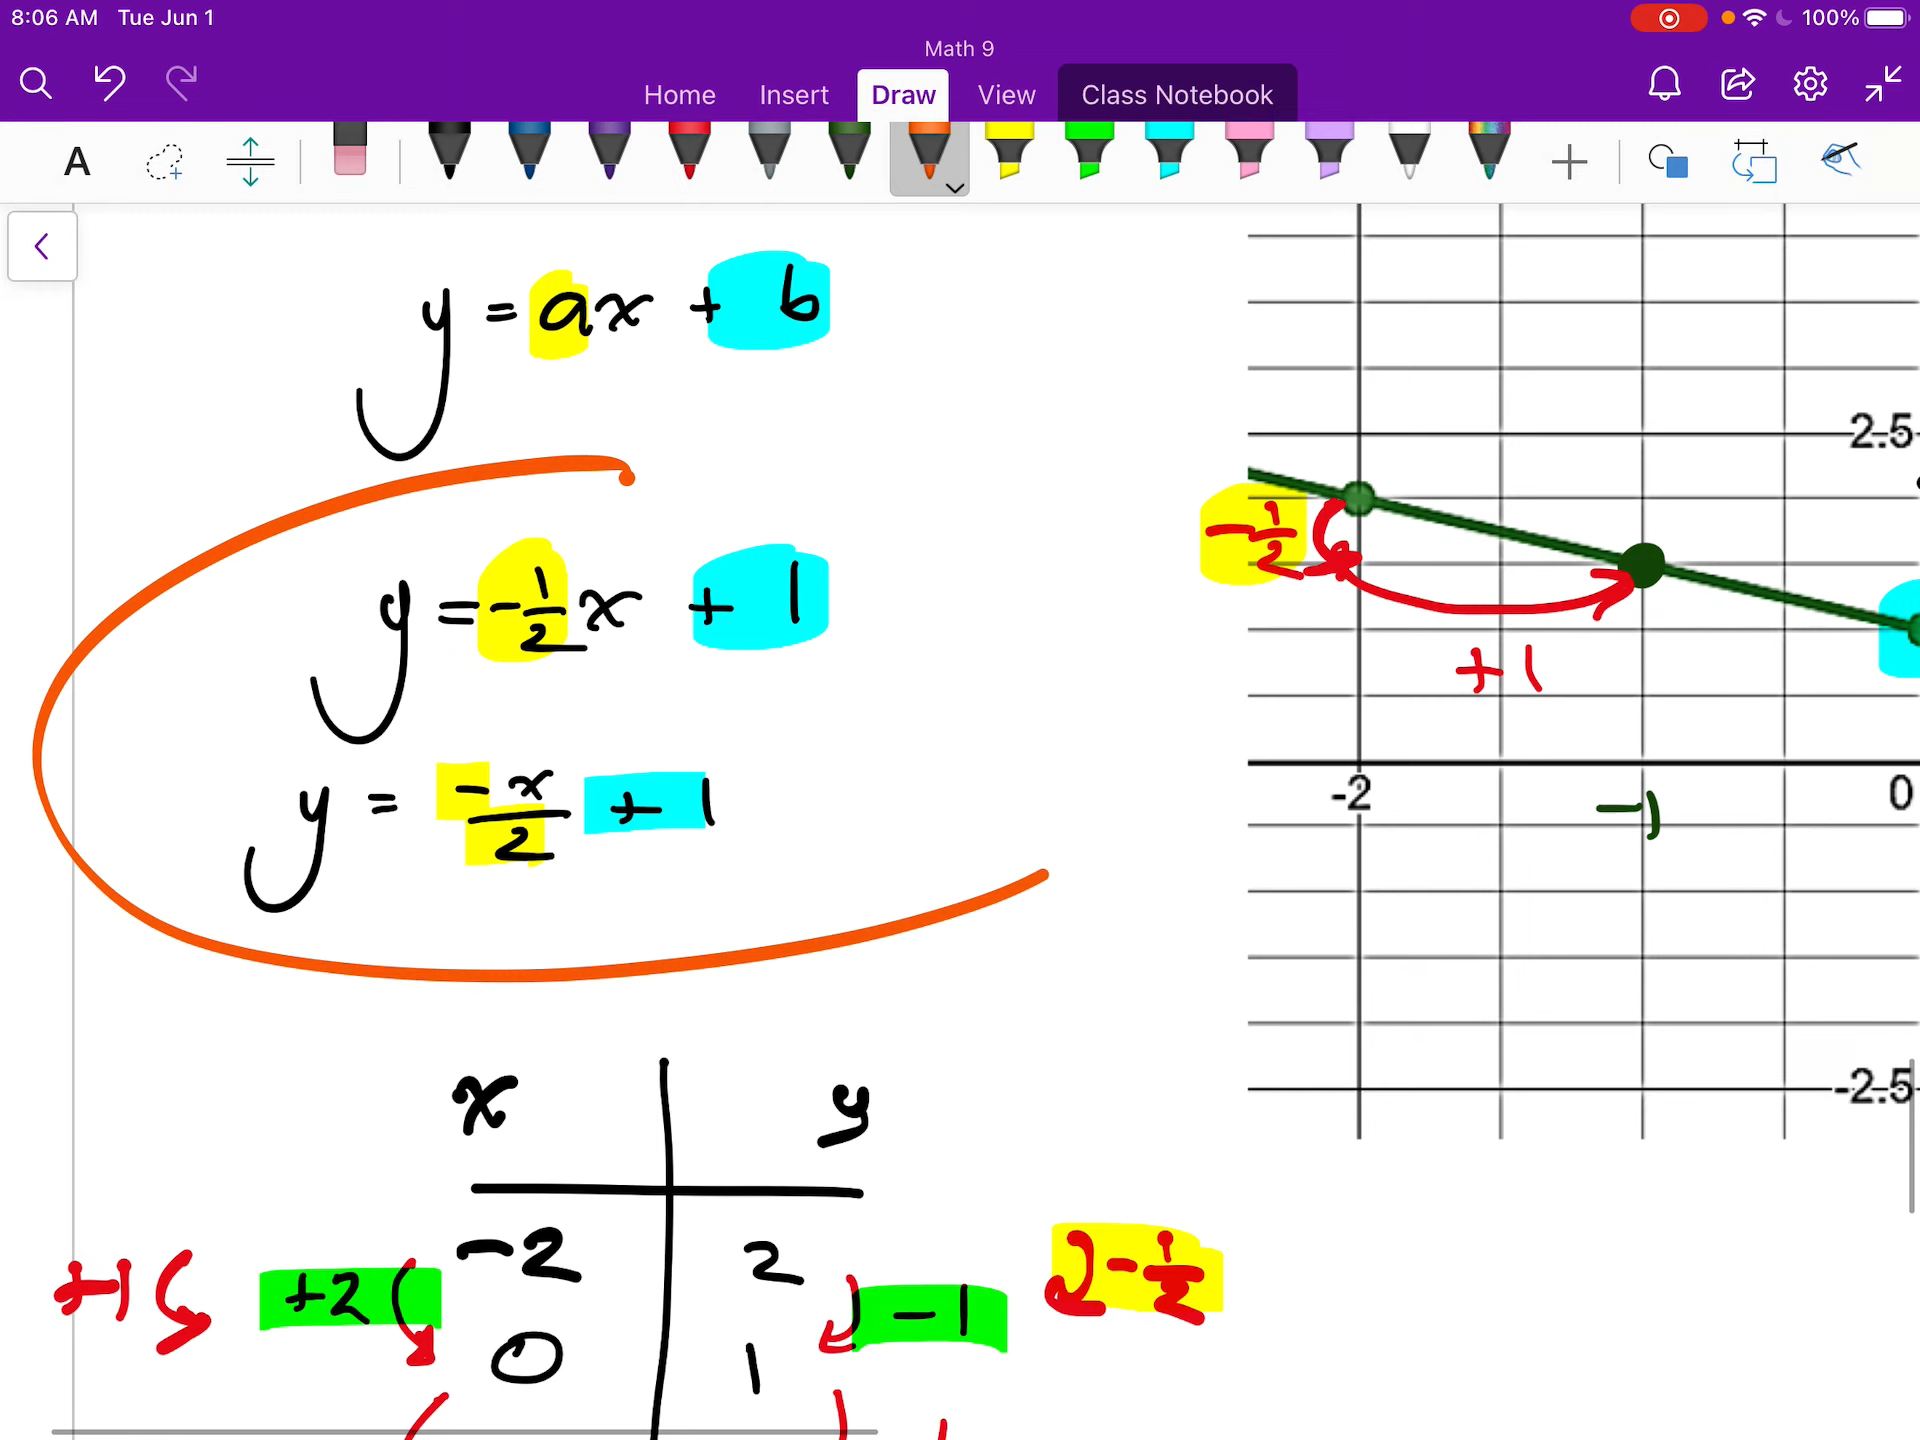 8:06 AM Tue Jun 1 100%
Math 9
Home Insert Draw View Class Notebook
A
y = ax + b
y = -1/2 x + 1
y = -x/2 + 1
2.5
-1/2
+1
-2 -1 0
-2.5
x y
-2 2
+1 +2 -1 -1/2
0 1